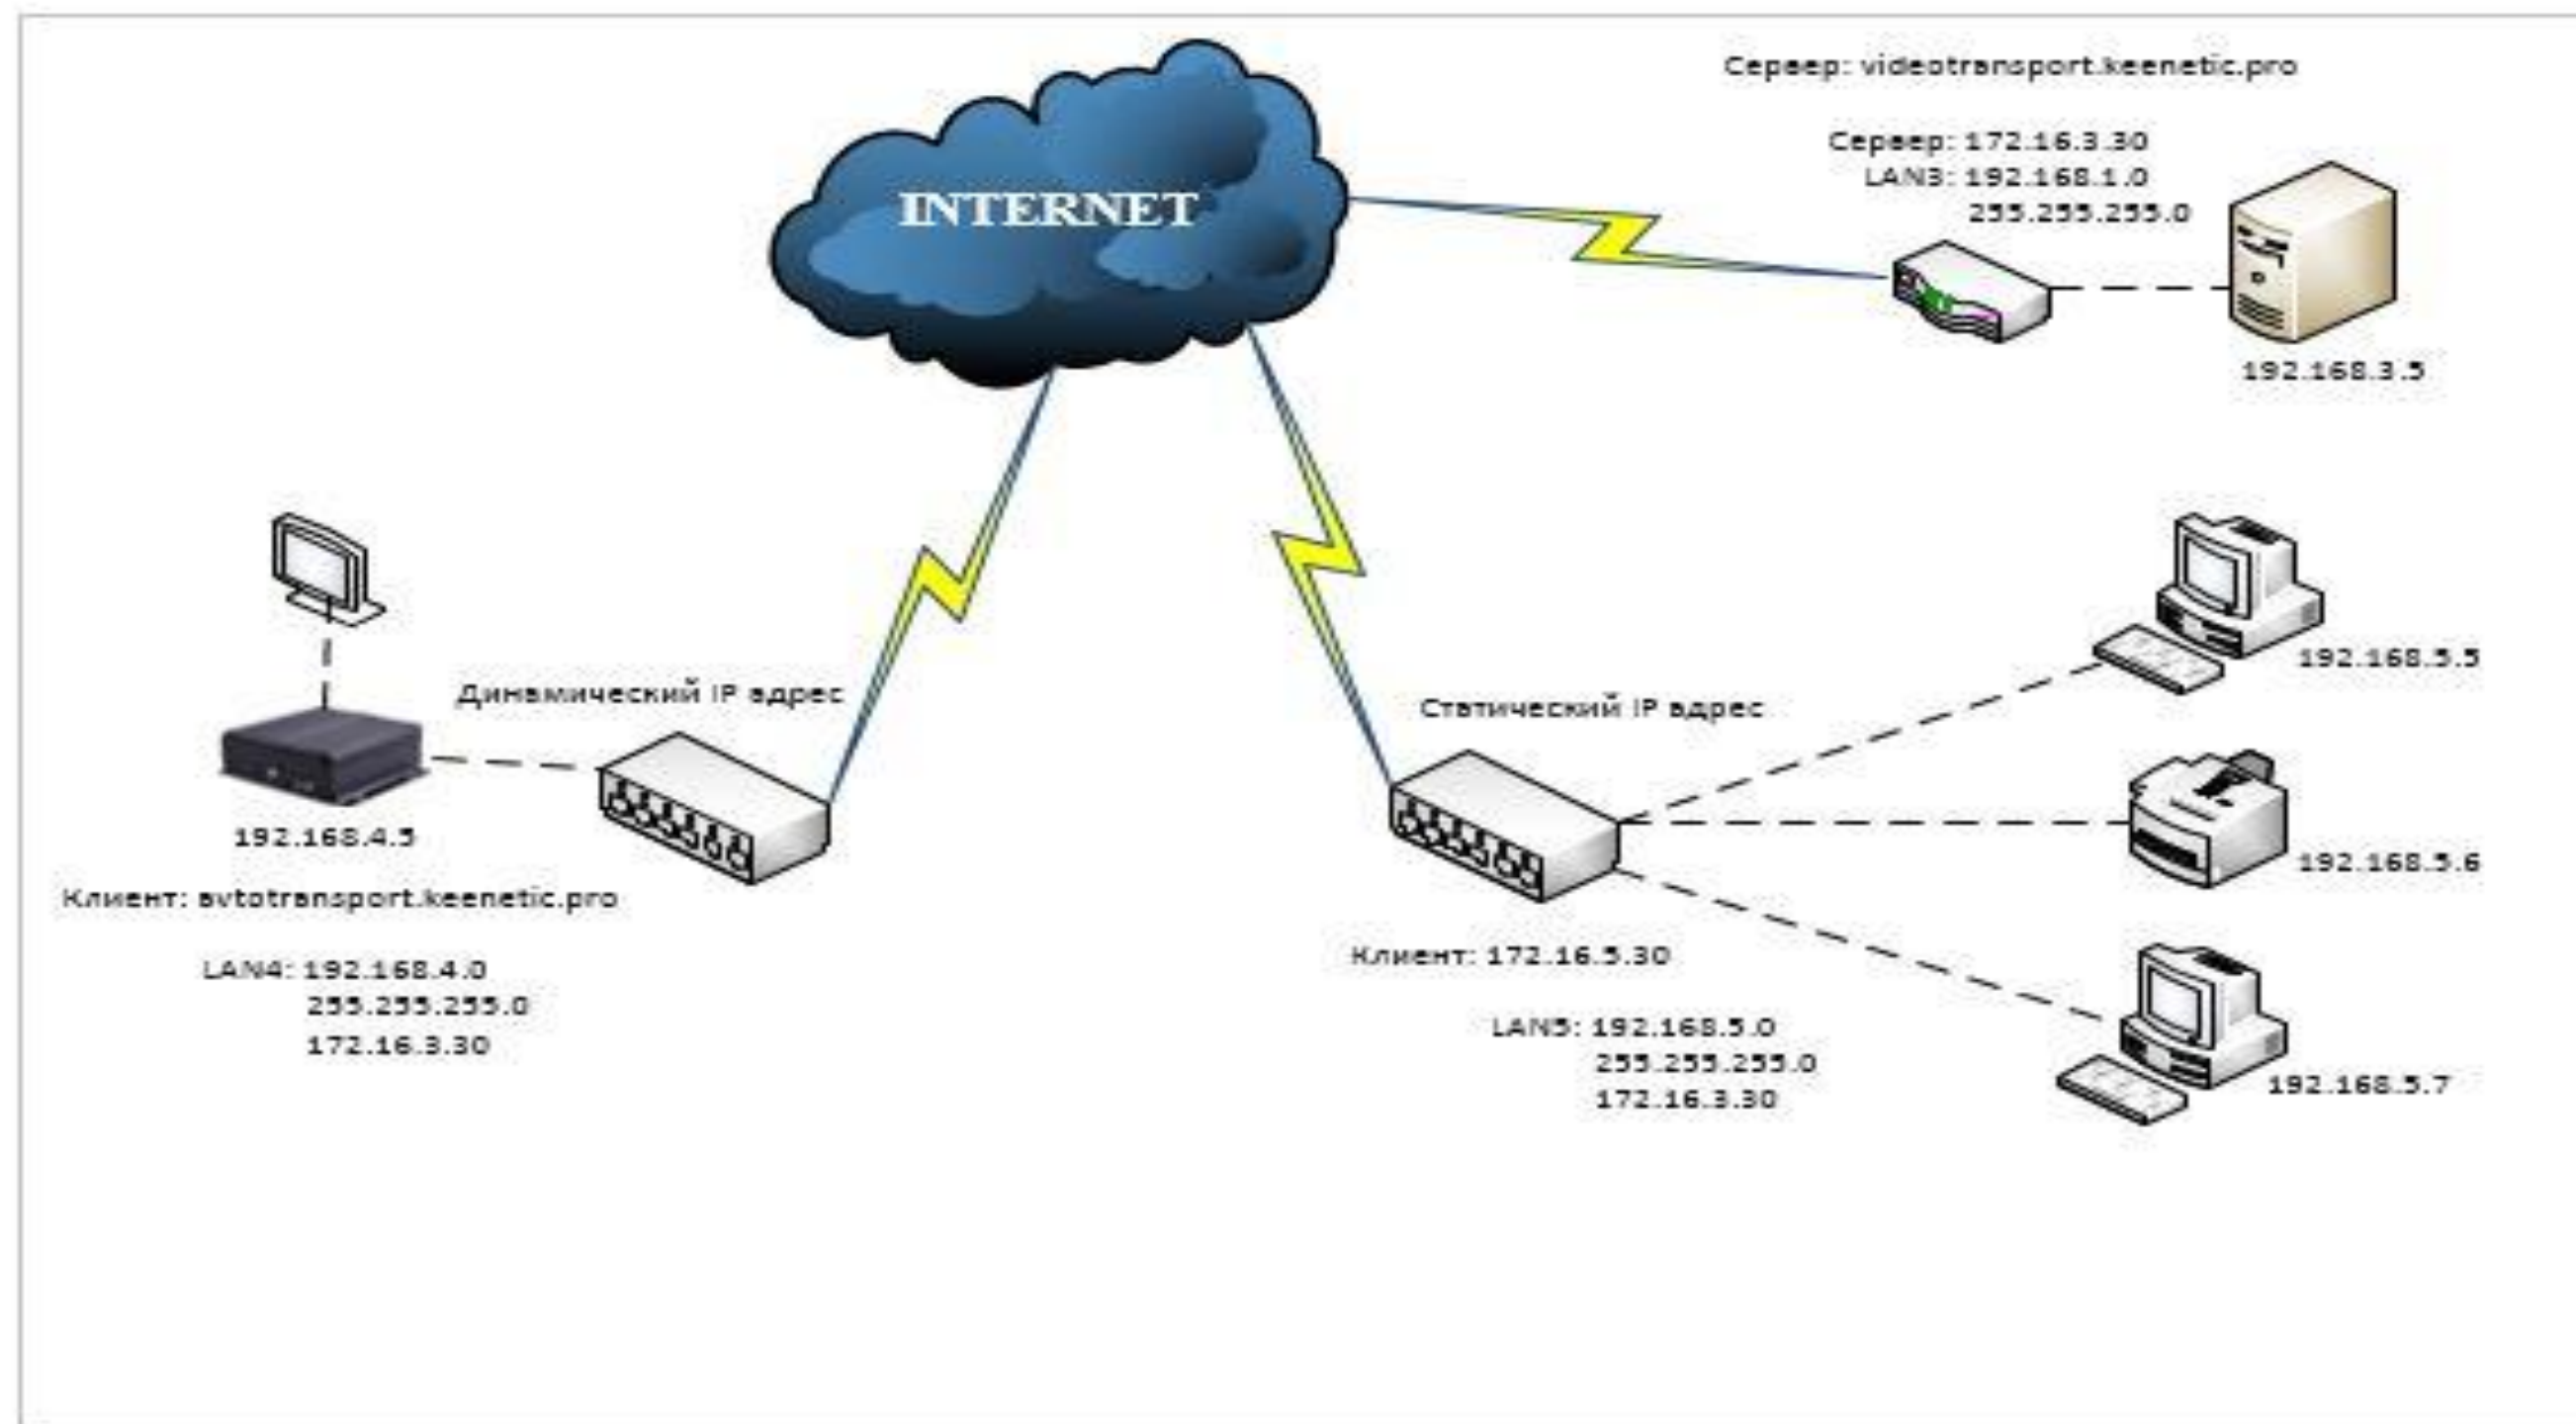 INTERNET
Сервер: videotransport.keenetic.pro
Сервер: 172.16.3.30
LAN3: 192.168.1.0
255.255.255.0
192.168.3.5
Динамический IP адрес
192.168.4.5
Клиент: avtotransport.keenetic.pro
LAN4: 192.168.4.0
255.255.255.0
172.16.3.30
Статический IP адрес
Клиент: 172.16.5.30
LAN5: 192.168.5.0
255.255.255.0
172.16.3.30
192.168.5.5
192.168.5.6
192.168.5.7